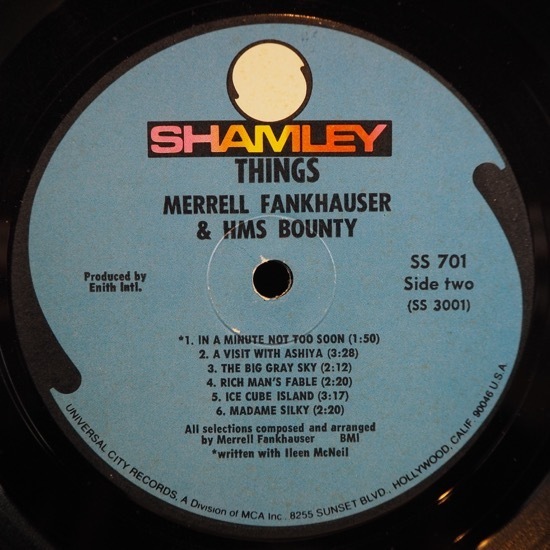 SHAMLEY
THINGS
MERRELL FANKHAUSER
& HMS BOUNTY
Produced by
Enith Intl.
SS 701
Side two
(SS 3001)
*1. IN A MINUTE NOT TOO SOON (1:50)
2. A VISIT WITH ASHIYA (3:28)
3. THE BIG GRAY SKY (2:12)
4. RICH MAN'S FABLE (2:20)
5. ICE CUBE ISLAND (3:17)
6. MADAME SILKY (2:20)
All selections composed and arranged
by Merrell Fankhauser BMI
*written with Ileen McNeil
UNIVERSAL CITY RECORDS, A Division of MCA Inc. 8255 SUNSET BLVD., HOLLYWOOD, CALIF. 90046 U.S.A